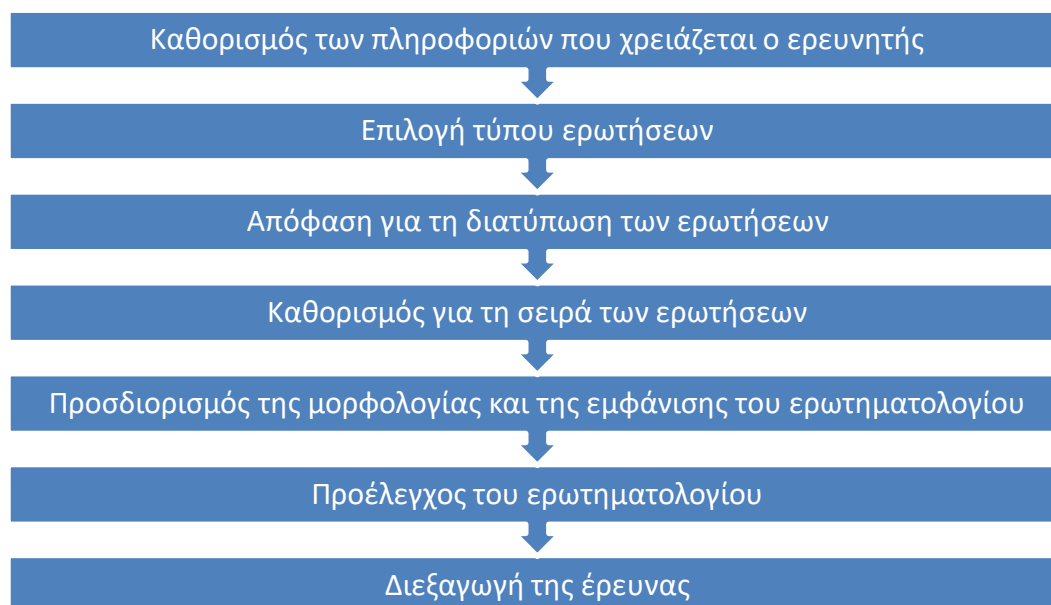 Καθορισμός των πληροφοριών που χρειάζεται ο ερευνητής
Επιλογή τύπου ερωτήσεων
Απόφαση για τη διατύπωση των ερωτήσεων
Καθορισμός για τη σειρά των ερωτήσεων
Προσδιορισμός της μορφολογίας και της εμφάνισης του ερωτηματολογίου
Προέλεγχος του ερωτηματολογίου
Διεξαγωγή της έρευνας